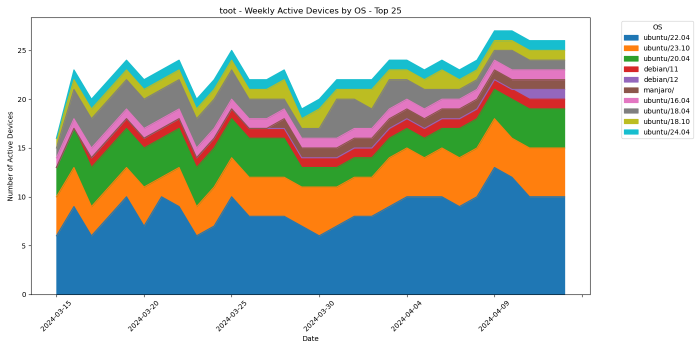 toot - Weekly Active Devices by OS - Top 25
Number of Active Devices
25
20
15
10
5
0
2024-03-15
2024-03-20
2024-03-25
2024-03-30
2024-04-04
2024-04-09
Date
OS
ubuntu/22.04
ubuntu/23.10
ubuntu/20.04
debian/11
debian/12
manjaro/
ubuntu/16.04
ubuntu/18.04
ubuntu/18.10
ubuntu/24.04